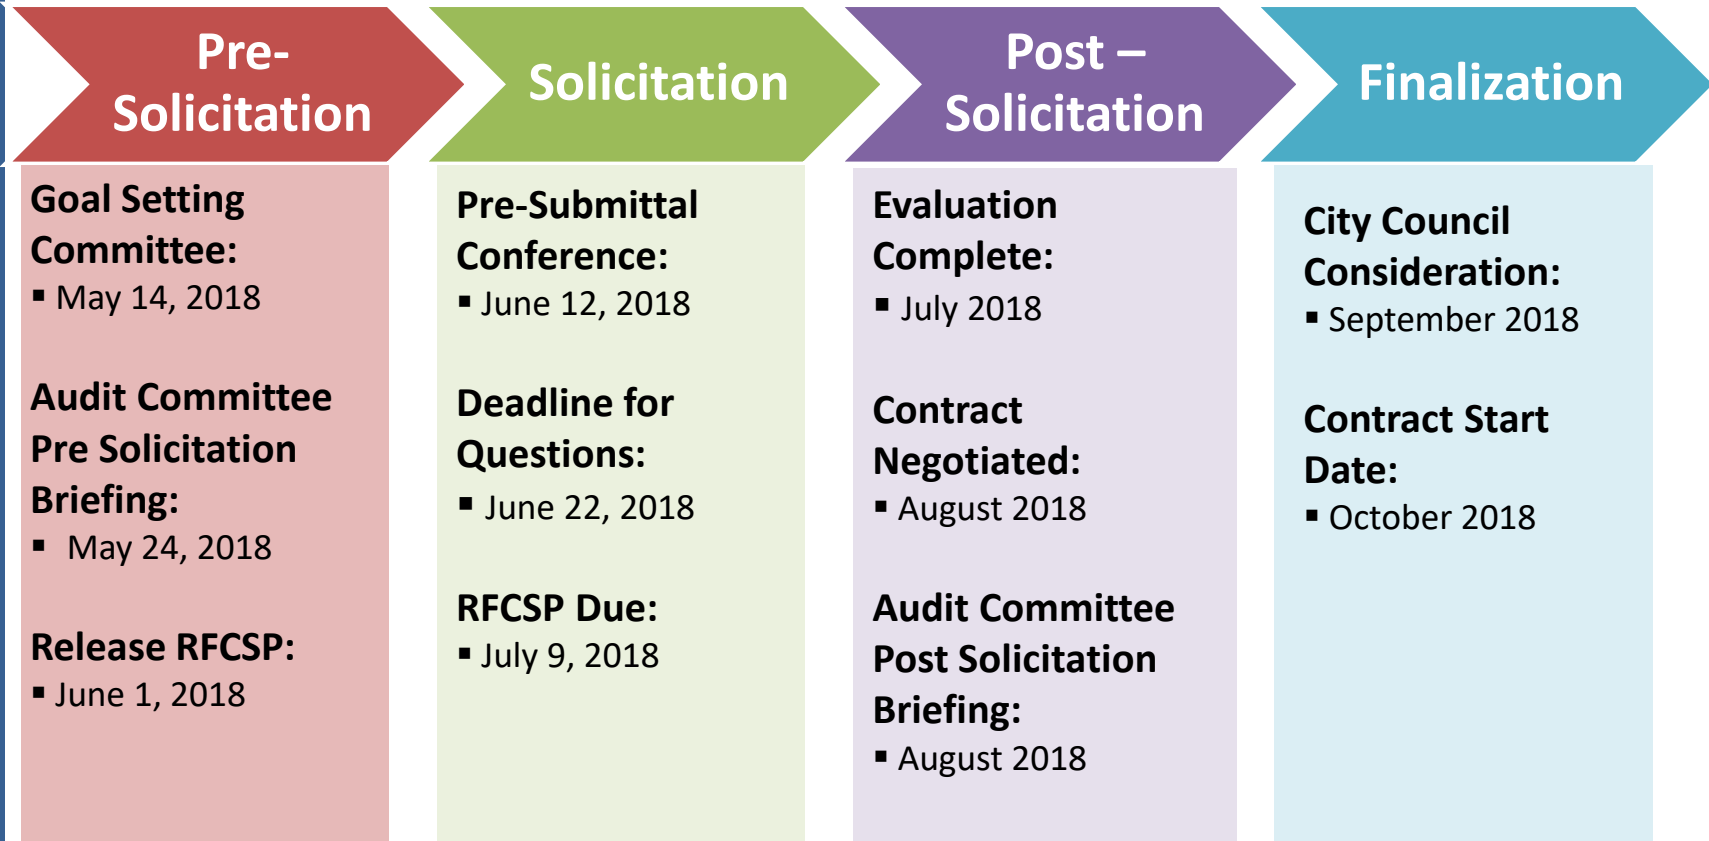 Pre-
Solicitation
Solicitation
Post –
Solicitation
Finalization
Goal Setting
Committee:
▪ May 14, 2018
Audit Committee
Pre Solicitation
Briefing:
▪ May 24, 2018
Release RFCSP:
▪ June 1, 2018
Pre-Submittal
Conference:
▪ June 12, 2018
Deadline for
Questions:
▪ June 22, 2018
RFCSP Due:
▪ July 9, 2018
Evaluation
Complete:
▪ July 2018
Contract
Negotiated:
▪ August 2018
Audit Committee
Post Solicitation
Briefing:
▪ August 2018
City Council
Consideration:
▪ September 2018
Contract Start
Date:
▪ October 2018